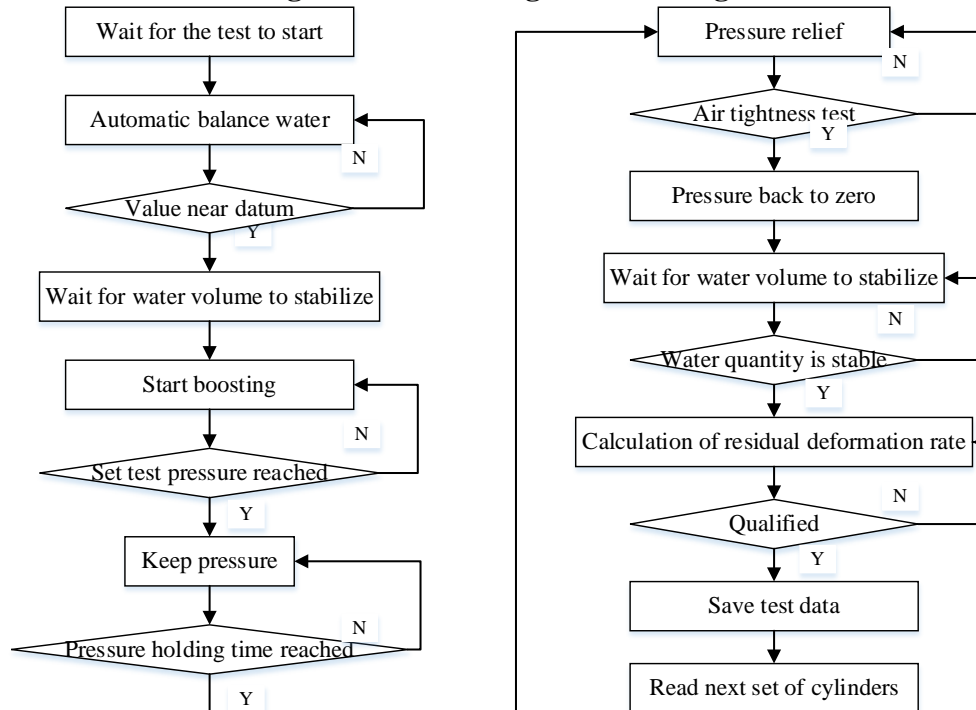 Wait for the test to start
Automatic balance water
N
Value near datum
Y
Wait for water volume to stabilize
Start boosting
N
Set test pressure reached
Y
Keep pressure
N
Pressure holding time reached
Y
Pressure relief
N
Air tightness test
Y
Pressure back to zero
Wait for water volume to stabilize
N
Water quantity is stable
Y
Calculation of residual deformation rate
N
Qualified
Y
Save test data
Read next set of cylinders